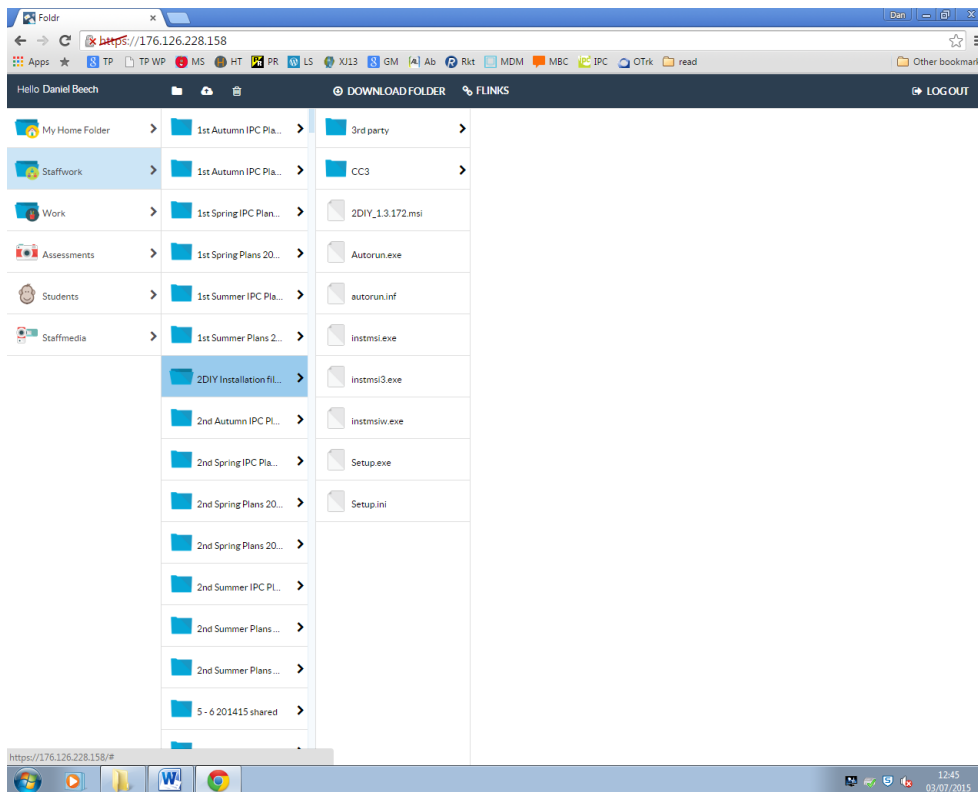 Foldr
Dan
https://176.126.228.158
Apps TP TP WP MS HT PR LS XJ13 GM Ab Rkt MDM MBC IPC OTrk read Other bookmark
Hello Daniel Beech DOWNLOAD FOLDER FLINKS LOG OUT
My Home Folder
Staffwork
Work
Assessments
Students
Staffmedia
1st Autumn IPC Pla...
1st Autumn IPC Pla...
1st Spring IPC Plan...
1st Spring Plans 20...
1st Summer IPC Pla...
1st Summer Plans 2...
2DIY Installation fil...
2nd Autumn IPC Pl...
2nd Spring IPC Pla...
2nd Spring Plans 20...
2nd Spring Plans 20...
2nd Summer IPC Pl...
2nd Summer Plans ...
2nd Summer Plans ...
5 - 6 201415 shared
3rd party
CC3
2DIY_1.3.172.msi
Autorun.exe
autorun.inf
instmsi.exe
instmsi3.exe
instmsiw.exe
Setup.exe
Setup.ini
https://176.126.228.158/#
12:45
03/07/2015